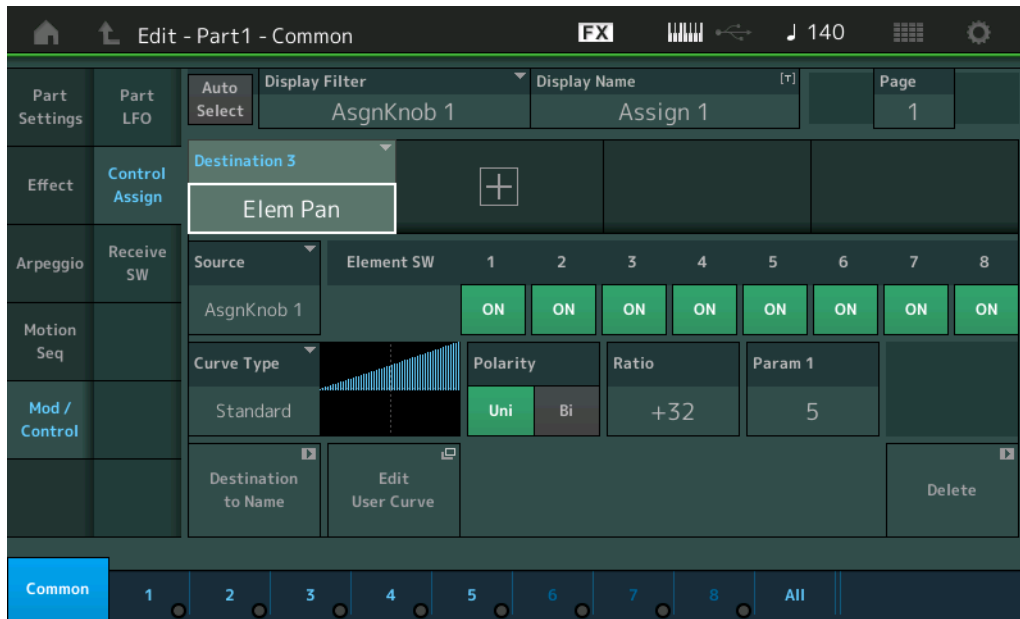 Edit - Part1 - Common
FX
♩ 140
Part
Settings
Part
LFO
Auto
Select
Display Filter
AsgnKnob 1
Display Name
[T]
Assign 1
Page
1
Effect
Control
Assign
Destination 3
Elem Pan
Arpeggio
Receive
SW
Source
AsgnKnob 1
Element SW 1 2 3 4 5 6 7 8
ON ON ON ON ON ON ON ON
Motion
Seq
Curve Type
Standard
Polarity
Uni Bi
Ratio
+32
Param 1
5
Mod /
Control
Destination
to Name
Edit
User Curve
Delete
Common 1 2 3 4 5 6 7 8 All